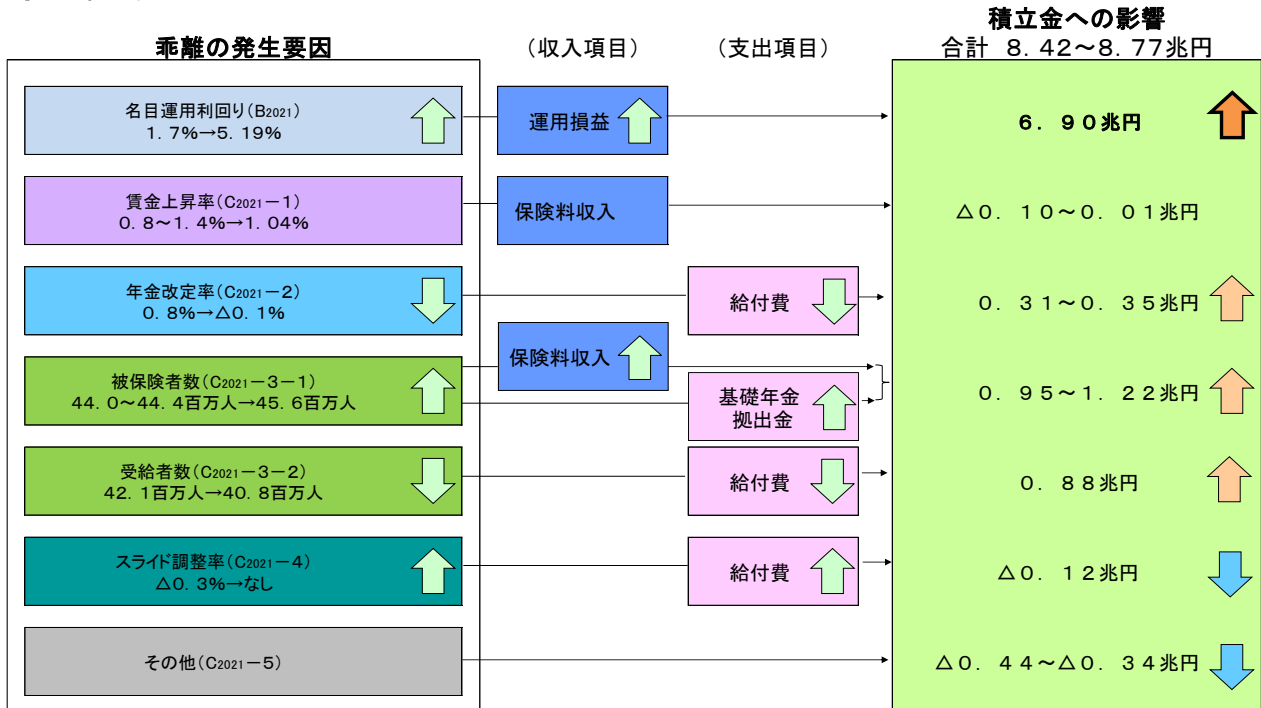 積立金への影響
乖離の発生要因
(収入項目)
(支出項目)
合計 8.42～8.77兆円
名目運用利回り(B2021)
1.7%→5.19%
運用損益
6.90兆円
賃金上昇率(C2021－1)
0.8～1.4%→1.04%
保険料収入
△0.10～0.01兆円
年金改定率(C2021－2)
0.8%→△0.1%
給付費
0.31～0.35兆円
被保険者数(C2021－3－1)
44.0～44.4百万人→45.6百万人
保険料収入
基礎年金
拠出金
0.95～1.22兆円
受給者数(C2021－3－2)
42.1百万人→40.8百万人
給付費
0.88兆円
スライド調整率(C2021－4)
△0.3%→なし
給付費
△0.12兆円
その他(C2021－5)
△0.44～△0.34兆円